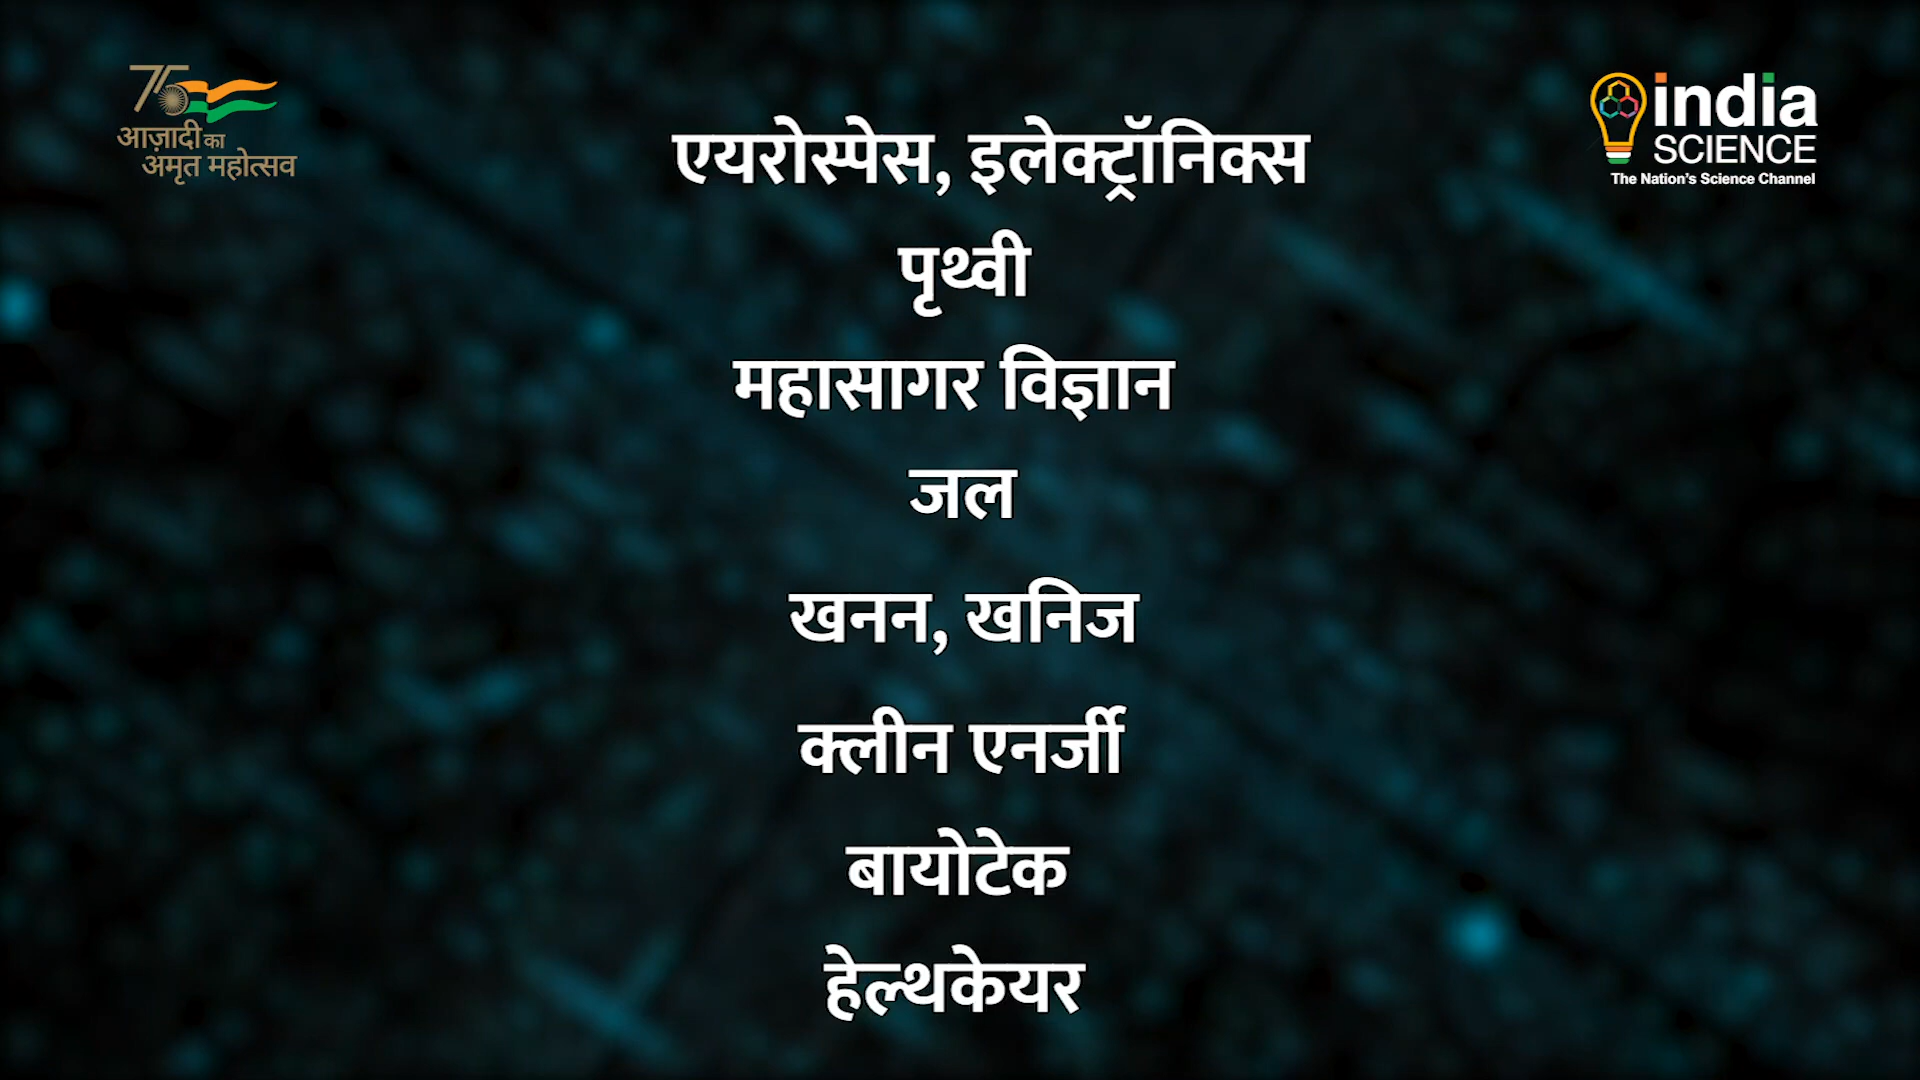 75
आज़ादी का
अमृत महोत्सव
india
SCIENCE
The Nation's Science Channel
एयरोस्पेस, इलेक्ट्रॉनिक्स
पृथ्वी
महासागर विज्ञान
जल
खनन, खनिज
क्लीन एनर्जी
बायोटेक
हेल्थकेयर